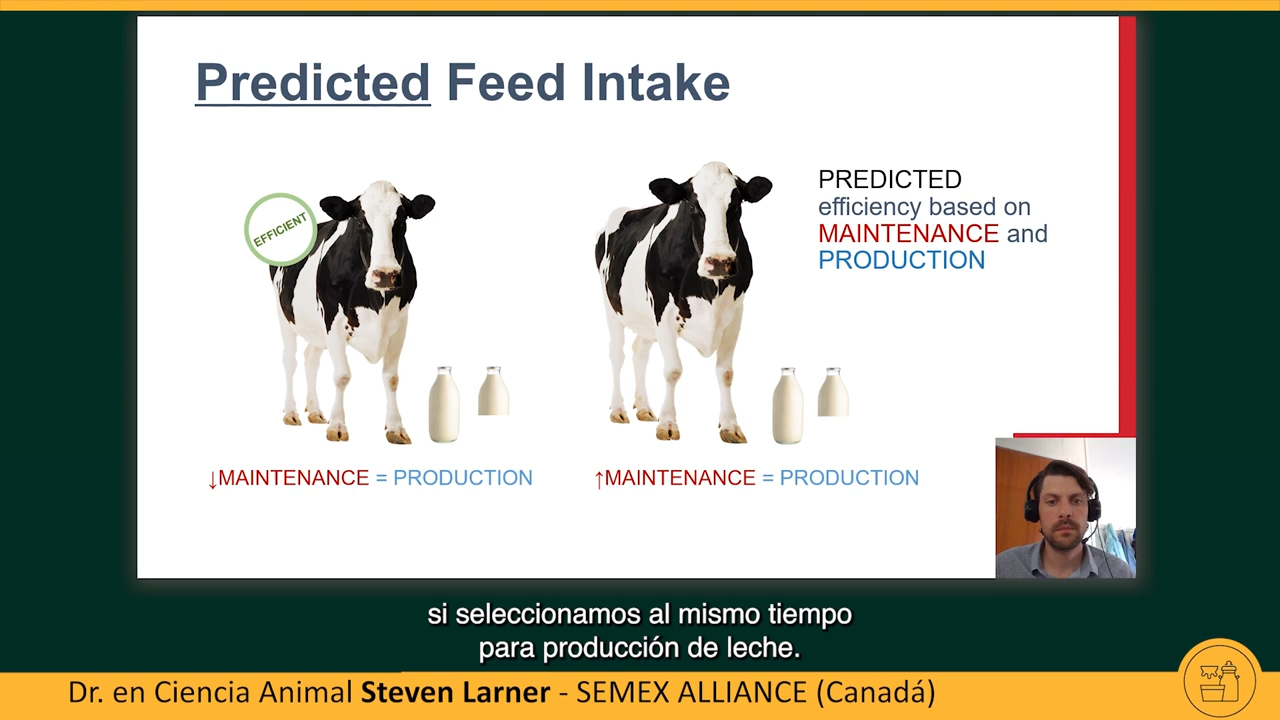 Predicted Feed Intake
EFFICIENT
PREDICTED
efficiency based on
MAINTENANCE and
PRODUCTION
↓MAINTENANCE = PRODUCTION
↑MAINTENANCE = PRODUCTION
si seleccionamos al mismo tiempo
para producción de leche.
Dr. en Ciencia Animal Steven Larner - SEMEX ALLIANCE (Canadá)